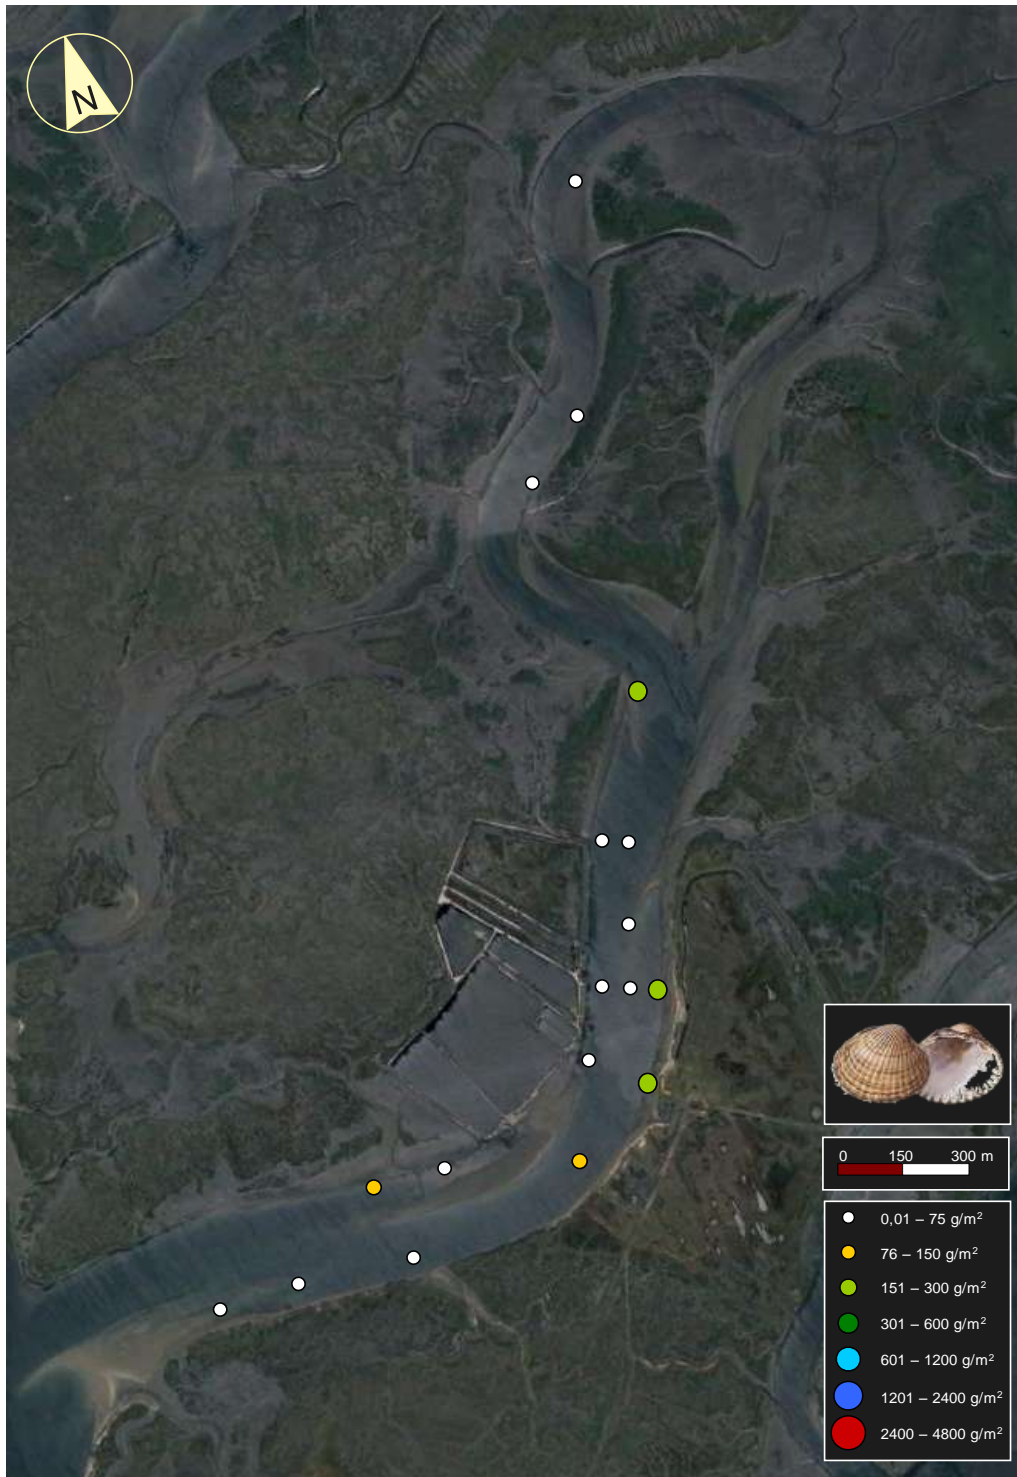 N
0 150 300 m
0,01 – 75 g/m²
76 – 150 g/m²
151 – 300 g/m²
301 – 600 g/m²
601 – 1200 g/m²
1201 – 2400 g/m²
2400 – 4800 g/m²